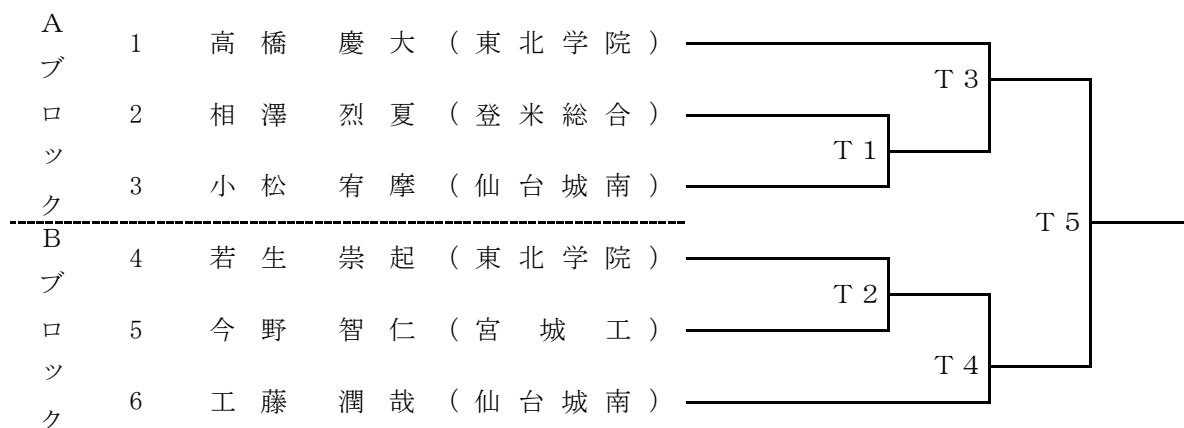 Aブロック
1 高橋 慶大 (東北学院)
T3
2 相澤 烈夏 (登米総合)
T1
3 小松 宥摩 (仙台城南)
T5
Bブロック
4 若生 崇起 (東北学院)
T2
5 今野 智仁 (宮城工)
T4
6 工藤 潤哉 (仙台城南)